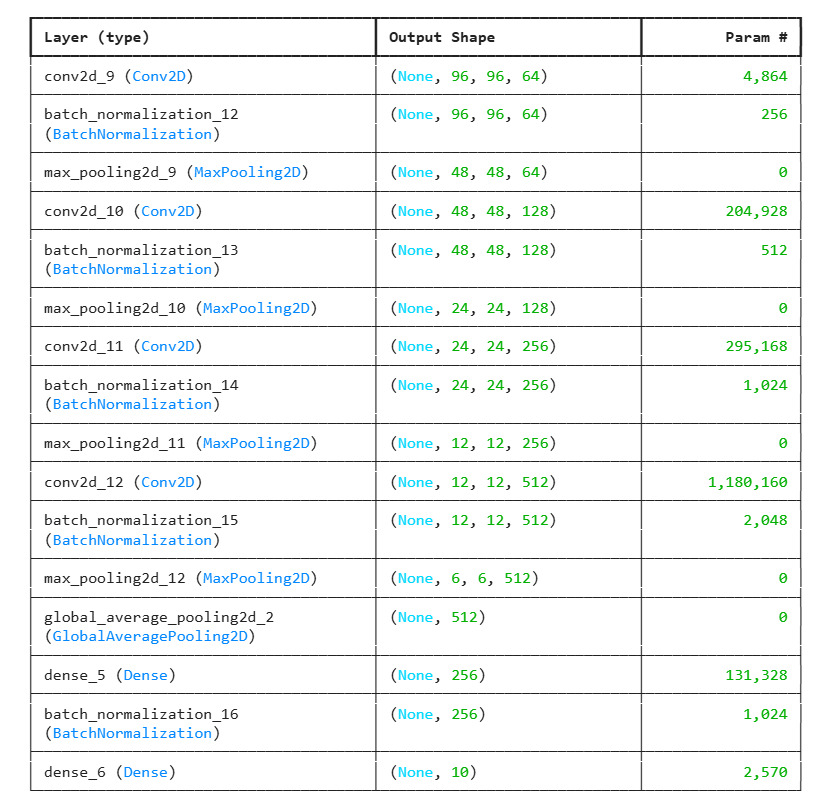 Layer (type) Output Shape Param #
conv2d_9 (Conv2D) (None, 96, 96, 64) 4,864
batch_normalization_12 (None, 96, 96, 64) 256
(BatchNormalization)
max_pooling2d_9 (MaxPooling2D) (None, 48, 48, 64) 0
conv2d_10 (Conv2D) (None, 48, 48, 128) 204,928
batch_normalization_13 (None, 48, 48, 128) 512
(BatchNormalization)
max_pooling2d_10 (MaxPooling2D) (None, 24, 24, 128) 0
conv2d_11 (Conv2D) (None, 24, 24, 256) 295,168
batch_normalization_14 (None, 24, 24, 256) 1,024
(BatchNormalization)
max_pooling2d_11 (MaxPooling2D) (None, 12, 12, 256) 0
conv2d_12 (Conv2D) (None, 12, 12, 512) 1,180,160
batch_normalization_15 (None, 12, 12, 512) 2,048
(BatchNormalization)
max_pooling2d_12 (MaxPooling2D) (None, 6, 6, 512) 0
global_average_pooling2d_2 (None, 512) 0
(GlobalAveragePooling2D)
dense_5 (Dense) (None, 256) 131,328
batch_normalization_16 (None, 256) 1,024
(BatchNormalization)
dense_6 (Dense) (None, 10) 2,570